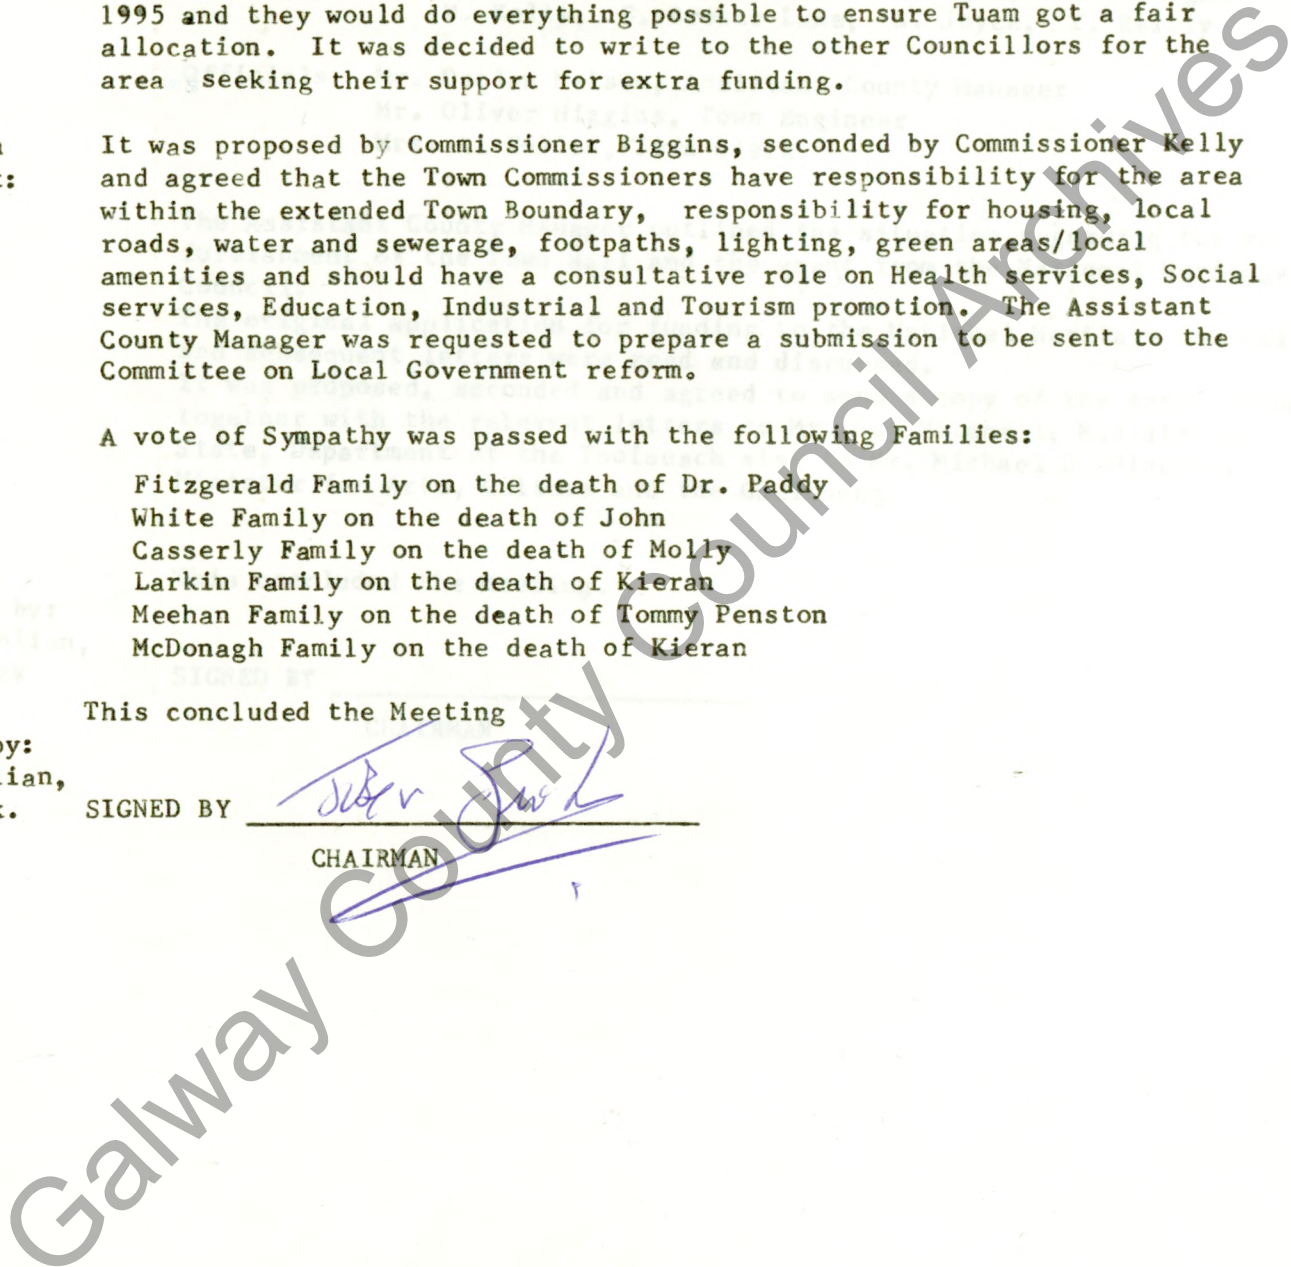 1995 and they would do everything possible to ensure Tuam got a fair
allocation. It was decided to write to the other Councillors for the
area seeking their support for extra funding.
It was proposed by Commissioner Biggins, seconded by Commissioner Kelly
and agreed that the Town Commissioners have responsibility for the area
within the extended Town Boundary, responsibility for housing, local
roads, water and sewerage, footpaths, lighting, green areas/local
amenities and should have a consultative role on Health services, Social
services, Education, Industrial and Tourism promotion. The Assistant
County Manager was requested to prepare a submission to be sent to the
Committee on Local Government reform.
A vote of Sympathy was passed with the following Families:
Fitzgerald Family on the death of Dr. Paddy
White Family on the death of John
Casserly Family on the death of Molly
Larkin Family on the death of Kieran
Meehan Family on the death of Tommy Penston
McDonagh Family on the death of Kieran
This concluded the Meeting
by:
lian,
SIGNED BY
CHAIRMAN
Galway County Council Archives